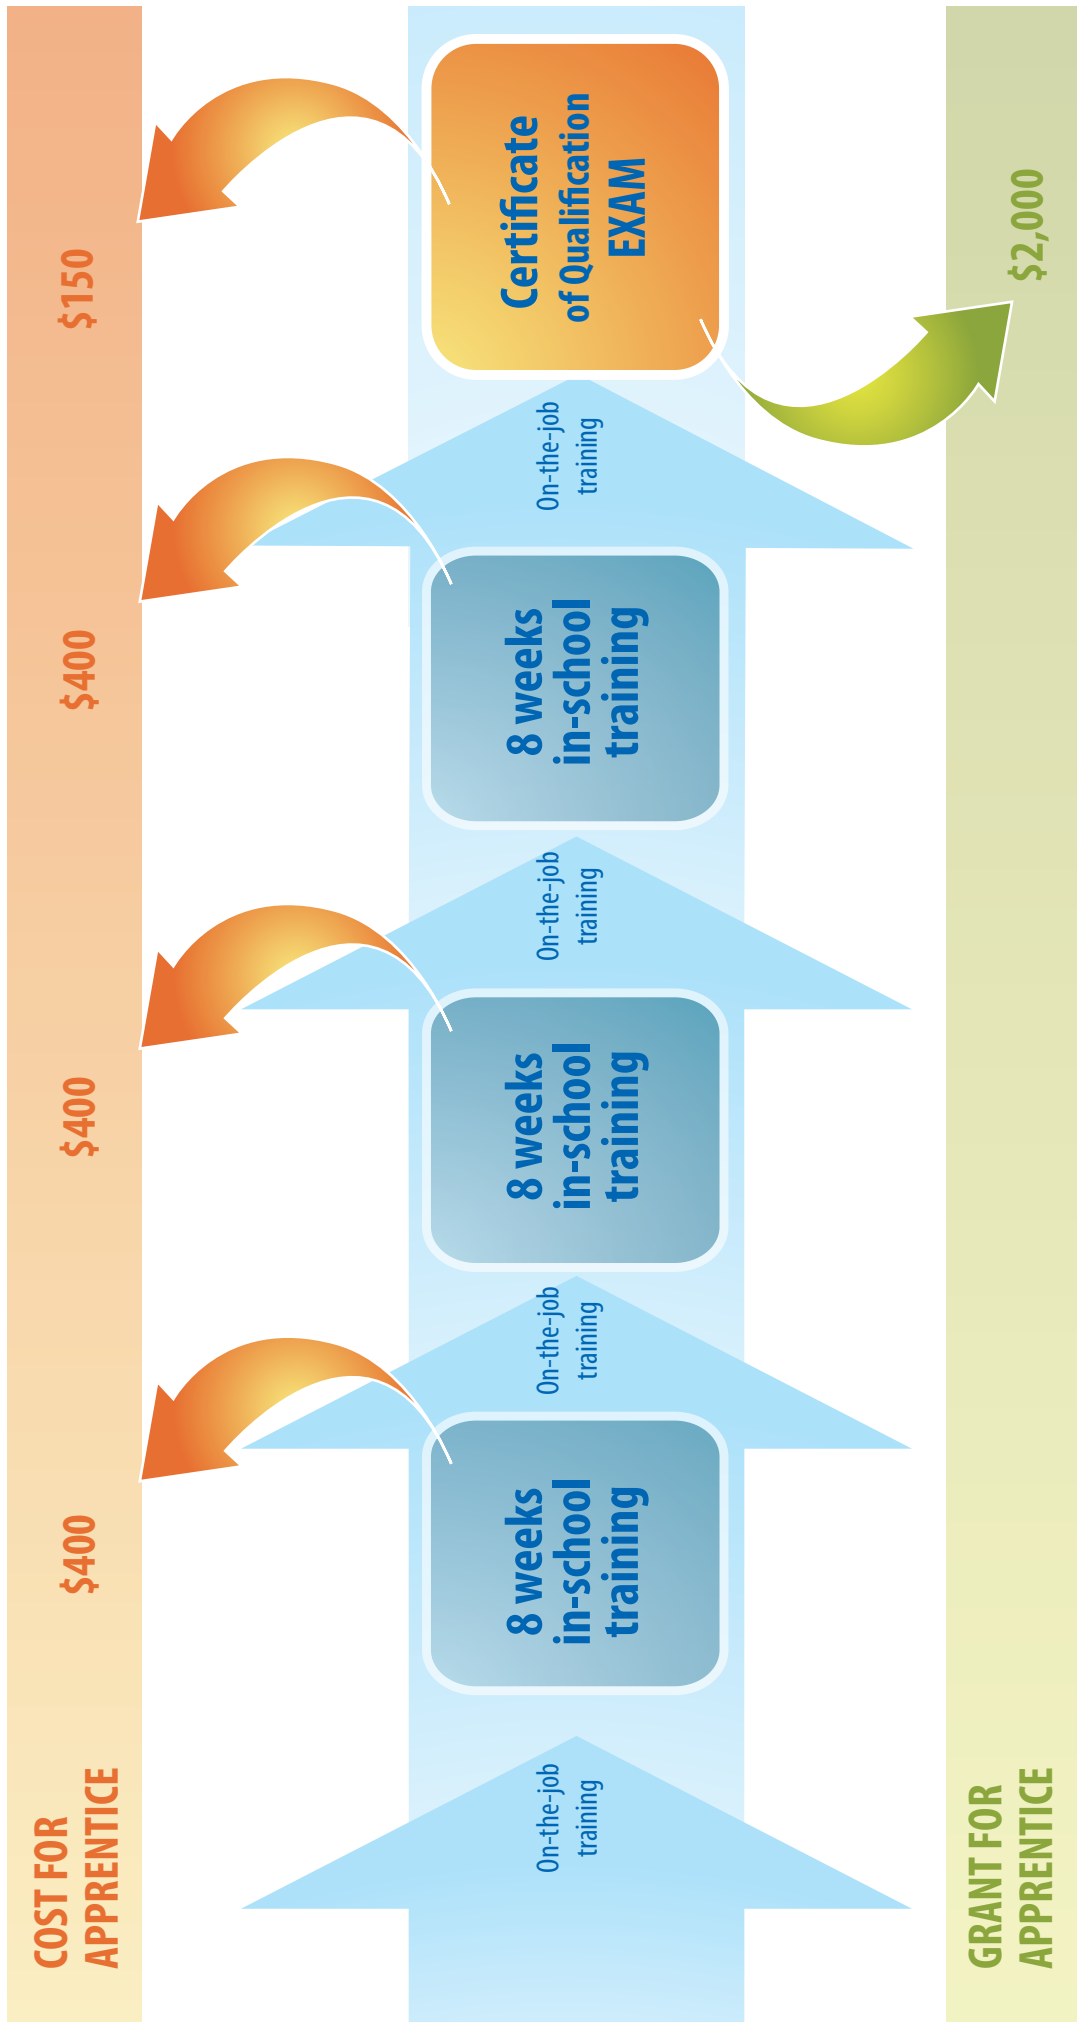 COST FOR
APPRENTICE
$400
$400
$400
$150
On-the-job
training
8 weeks
in-school
training
On-the-job
training
8 weeks
in-school
training
On-the-job
training
8 weeks
in-school
training
On-the-job
training
Certificate
of Qualification
EXAM
GRANT FOR
APPRENTICE
$2,000